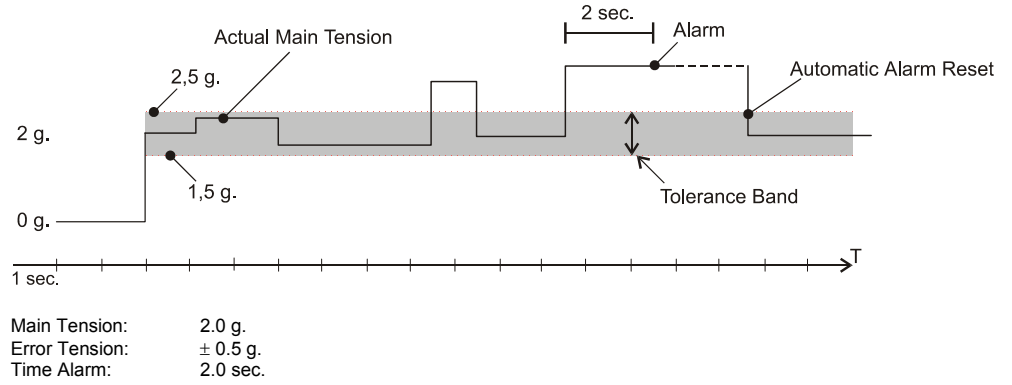 2 sec.
Actual Main Tension
Alarm
2,5 g.
Automatic Alarm Reset
2 g.
1,5 g.
Tolerance Band
0 g.
T
1 sec.
Main Tension: 2.0 g.
Error Tension: ± 0.5 g.
Time Alarm: 2.0 sec.